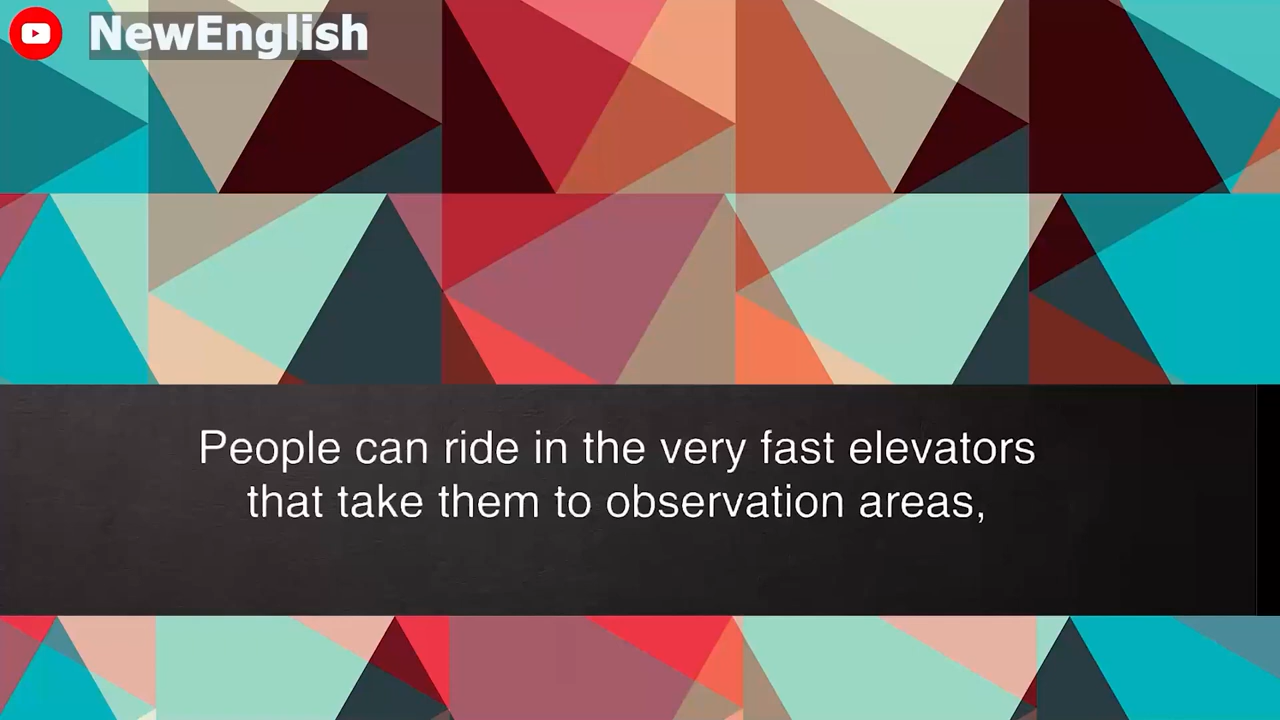 NewEnglish
People can ride in the very fast elevators
that take them to observation areas,